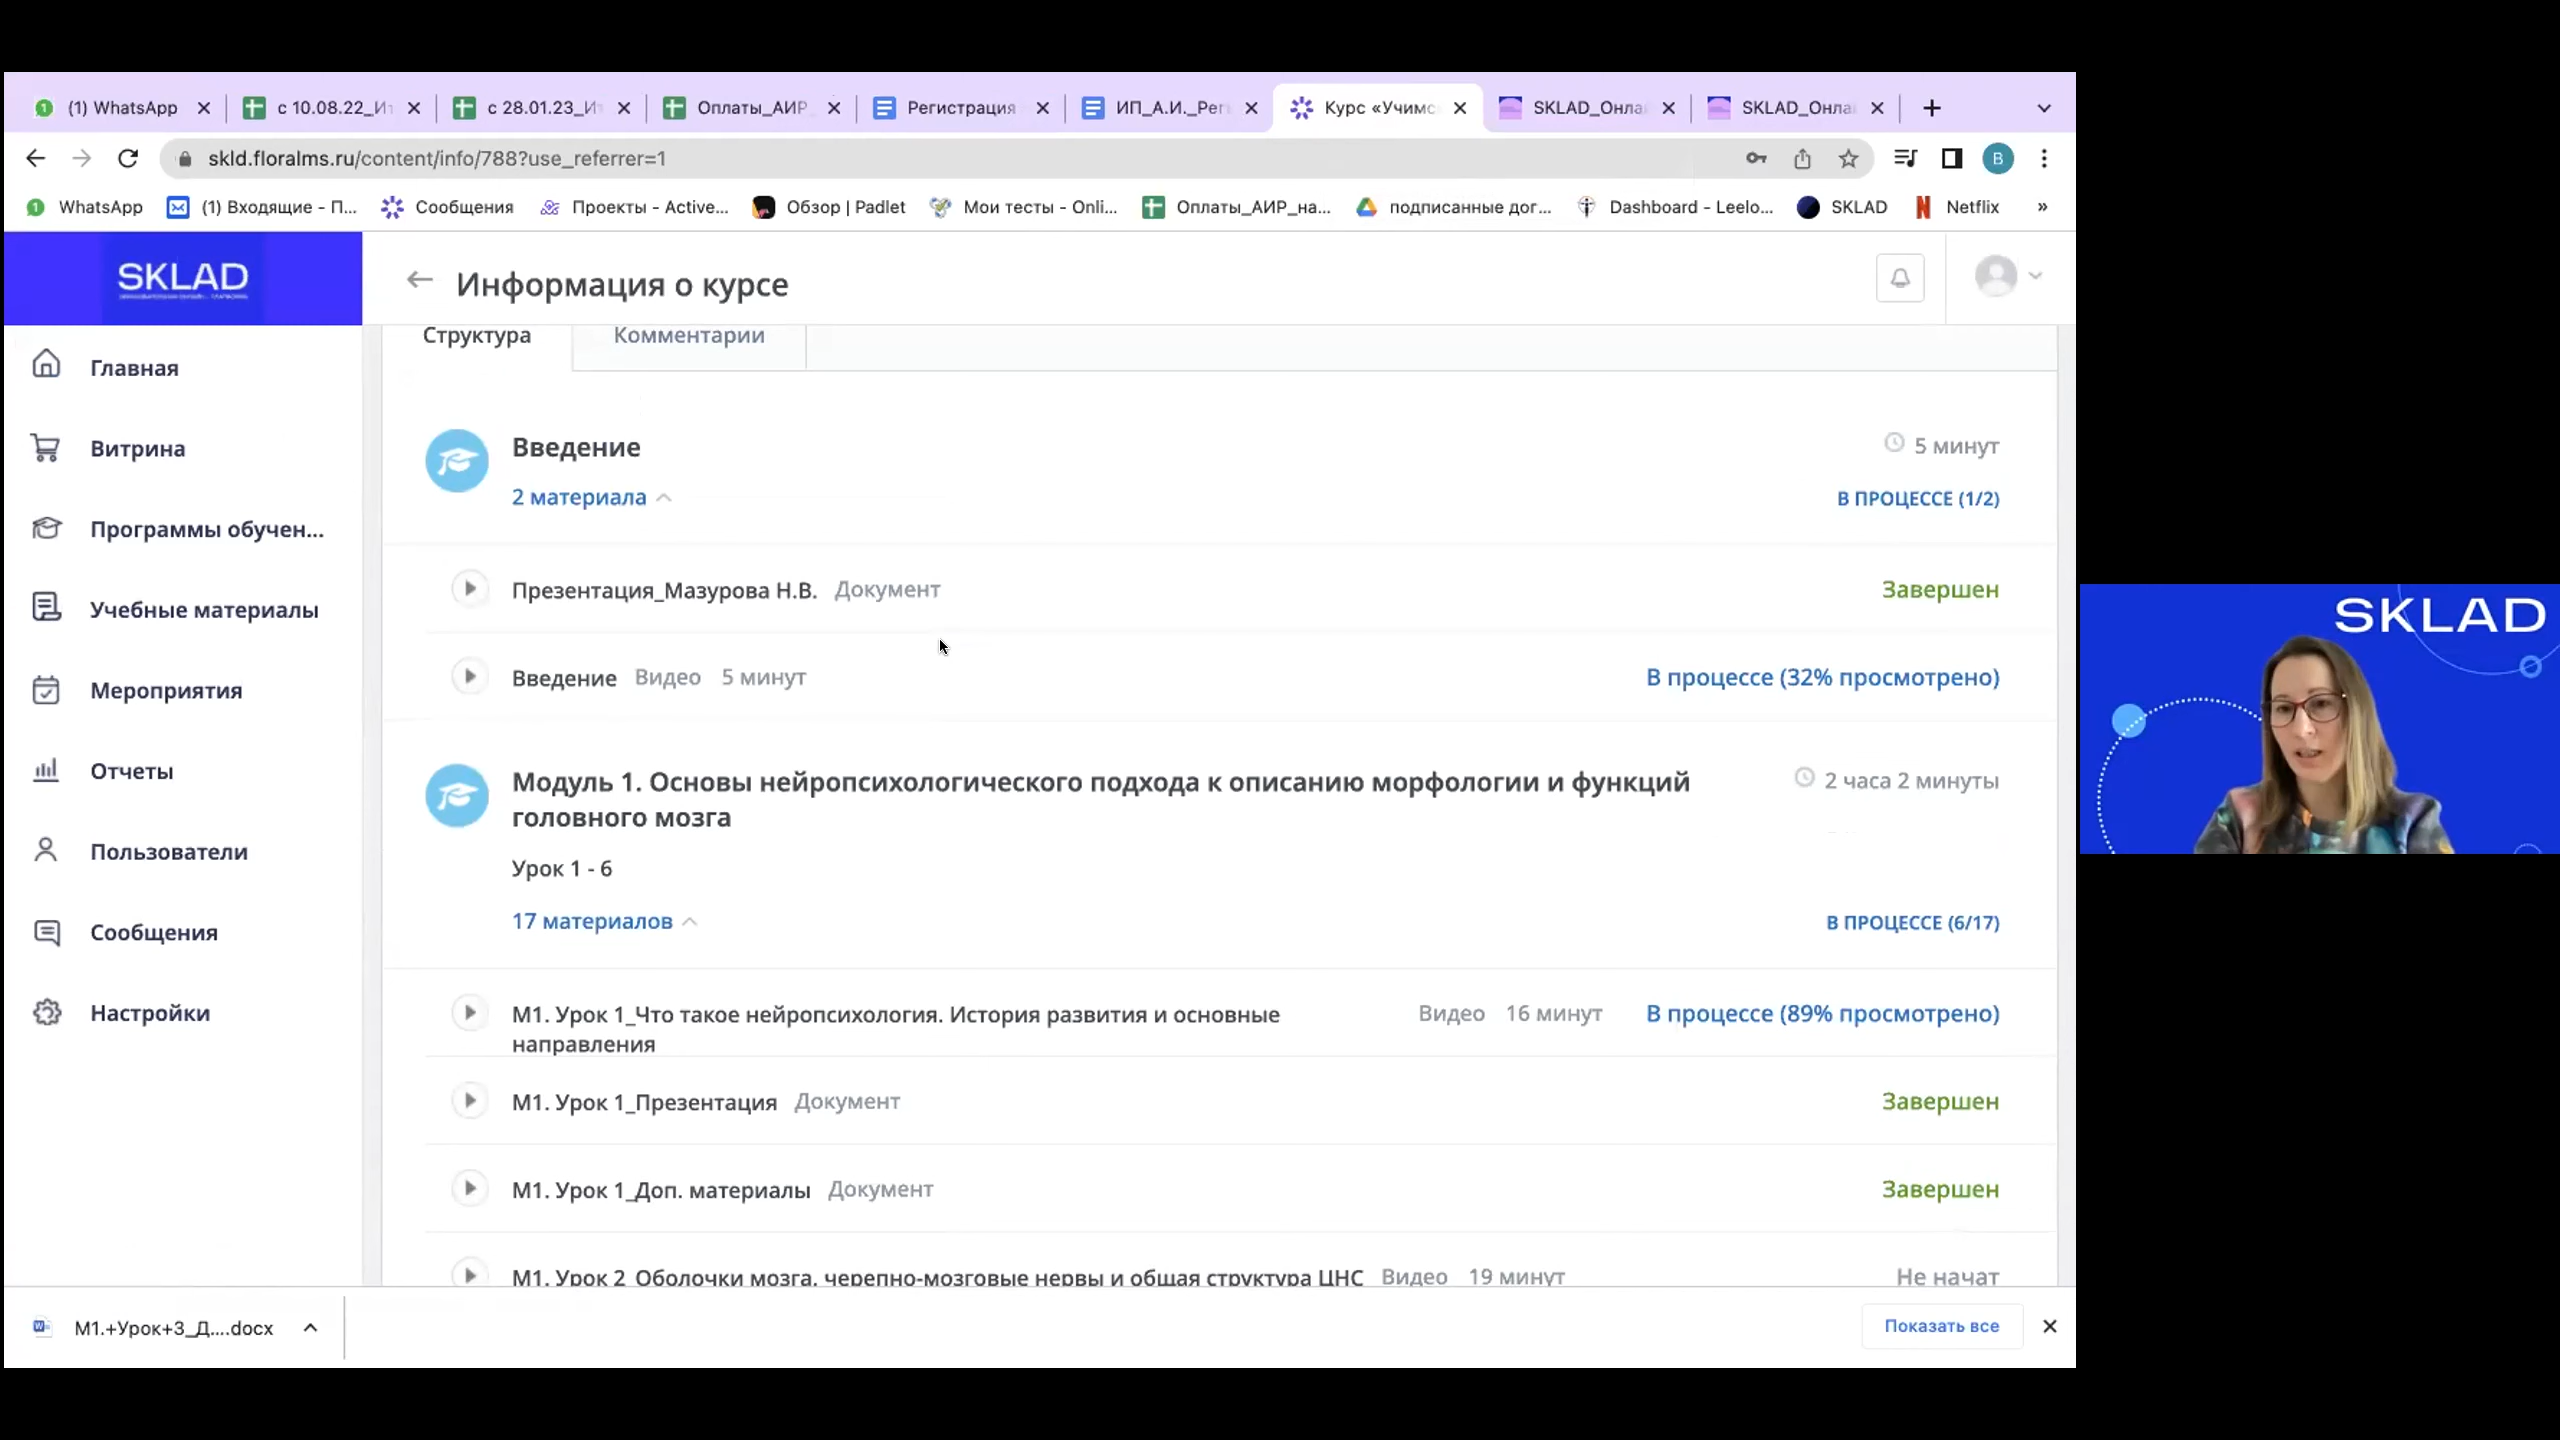 (1) WhatsApp
с 10.08.22_Ит
с 28.01.23_Ит
Оплаты_АИР_
Регистрация
ИП_А.И._Рег
Курс «Учимс
SKLAD_Онла
SKLAD_Онла
skld.floralms.ru/content/info/788?use_referrer=1
B
WhatsApp
(1) Входящие - П...
Сообщения
Проекты - Active...
Обзор | Padlet
Мои тесты - Onli...
Оплаты_АИР_на...
подписанные дог...
Dashboard - Leelo...
SKLAD
Netflix
»
SKLAD
Информация о курсе
Главная
Витрина
Программы обучен...
Учебные материалы
Мероприятия
Отчеты
Пользователи
Сообщения
Настройки
Структура
Комментарии
Введение
5 минут
2 материала
В ПРОЦЕССЕ (1/2)
Презентация_Мазурова Н.В. Документ
Завершен
Введение Видео 5 минут
В процессе (32% просмотрено)
Модуль 1. Основы нейропсихологического подхода к описанию морфологии и функций
головного мозга
2 часа 2 минуты
Урок 1 - 6
17 материалов
В ПРОЦЕССЕ (6/17)
М1. Урок 1_Что такое нейропсихология. История развития и основные
направления
Видео 16 минут
В процессе (89% просмотрено)
М1. Урок 1_Презентация Документ
Завершен
М1. Урок 1_Доп. материалы Документ
Завершен
М1. Урок 2_Оболочки мозга, черепно-мозговые нервы и общая структура ЦНС Видео 19 минут
Не начат
М1.+Урок+3_Д....docx
Показать все
SKLAD